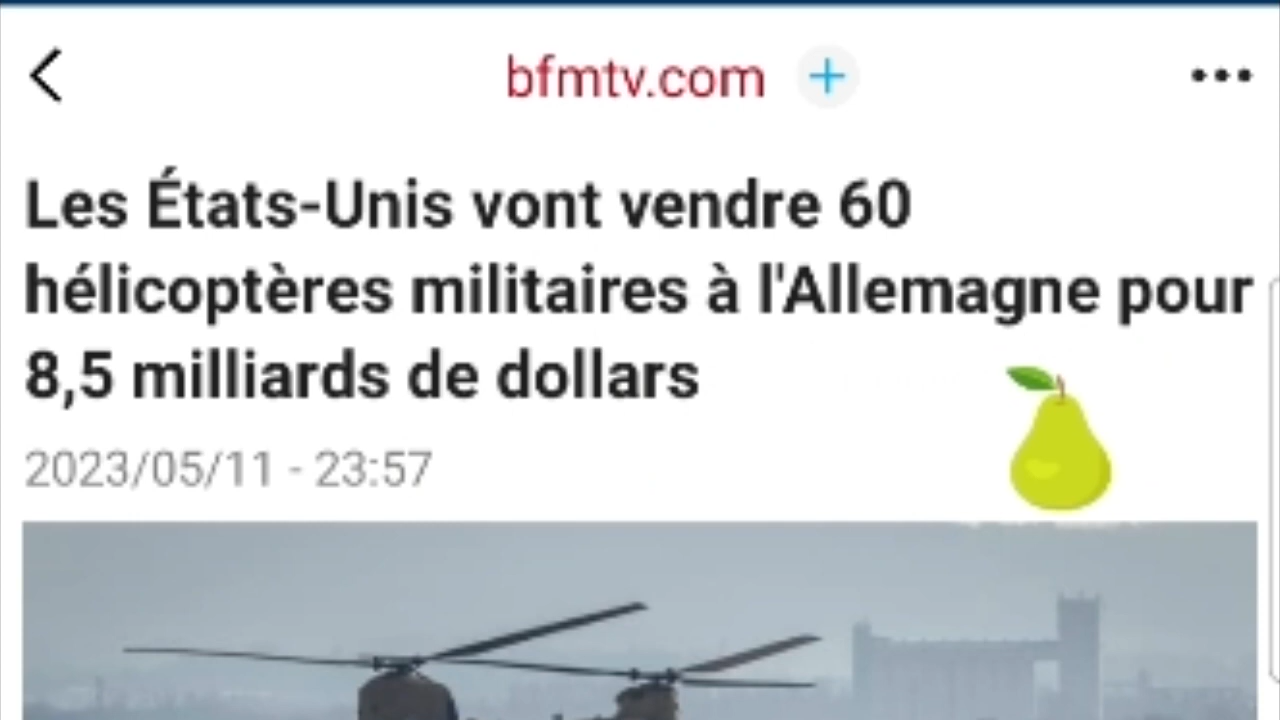 bfmtv.com
Les États-Unis vont vendre 60
hélicoptères militaires à l'Allemagne pour
8,5 milliards de dollars
2023/05/11 - 23:57